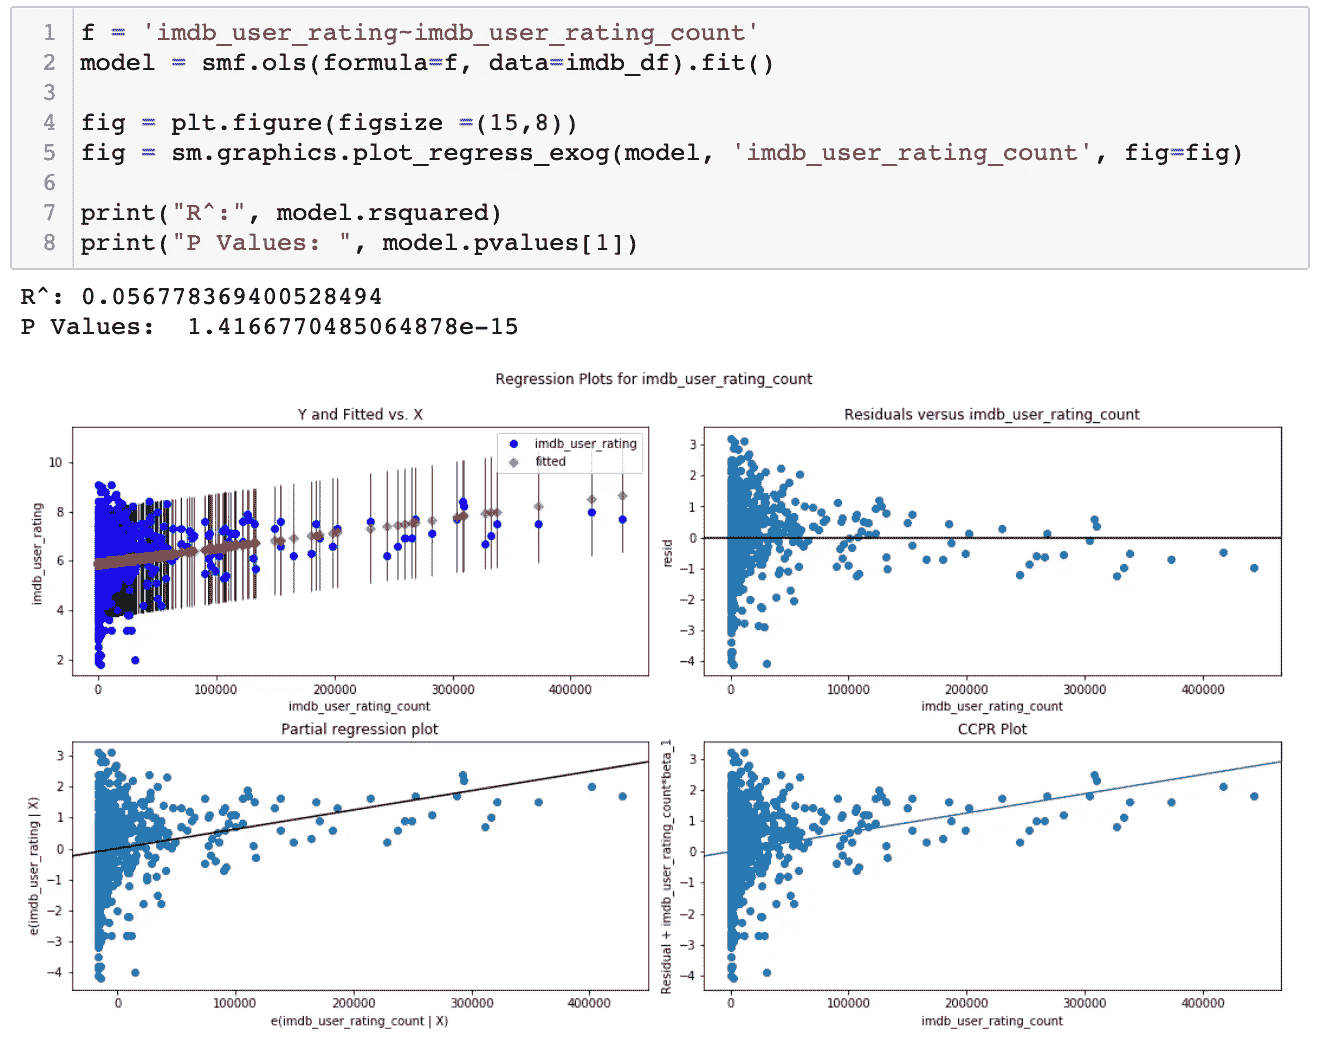 1 f = 'imdb_user_rating~imdb_user_rating_count'
2 model = smf.ols(formula=f, data=imdb_df).fit()
3
4 fig = plt.figure(figsize =(15,8))
5 fig = sm.graphics.plot_regress_exog(model, 'imdb_user_rating_count', fig=fig)
6
7 print("R^:", model.rsquared)
8 print("P Values: ", model.pvalues[1])
R^: 0.056778369400528494
P Values:  1.4166770485064878e-15
Regression Plots for imdb_user_rating_count
Y and Fitted vs. X
imdb_user_rating
fitted
10
8
6
4
2
imdb_user_rating
0 100000 200000 300000 400000
imdb_user_rating_count
Residuals versus imdb_user_rating_count
3
2
1
0
−1
−2
−3
−4
resid
0 100000 200000 300000 400000
imdb_user_rating_count
Partial regression plot
3
2
1
0
−1
−2
−3
−4
e(imdb_user_rating | X)
0 100000 200000 300000 400000
e(imdb_user_rating_count | X)
CCPR Plot
3
2
1
0
−1
−2
−3
−4
Residual + imdb_user_rating_count*beta_1
0 100000 200000 300000 400000
imdb_user_rating_count